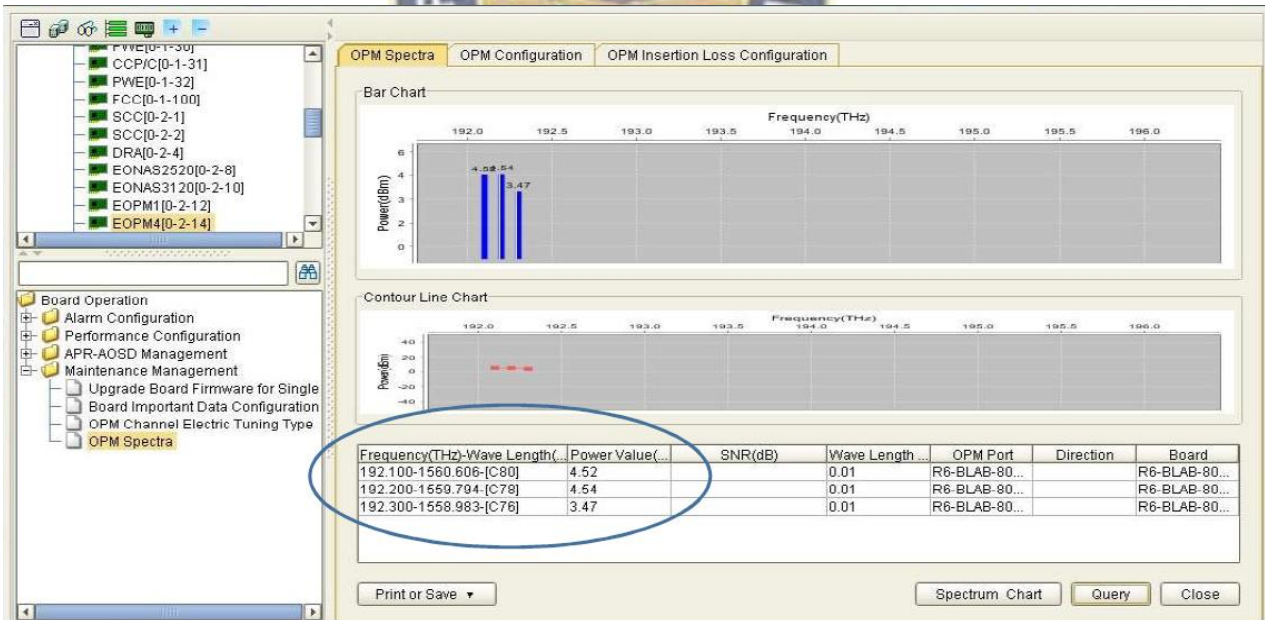 PWE[0-1-30]
CCP/C[0-1-31]
PWE[0-1-32]
FCC[0-1-100]
SCC[0-2-1]
SCC[0-2-2]
DRA[0-2-4]
EONAS2520[0-2-8]
EONAS3120[0-2-10]
EOPM1[0-2-12]
EOPM4[0-2-14]
Board Operation
Alarm Configuration
Performance Configuration
APR-AOSD Management
Maintenance Management
Upgrade Board Firmware for Single
Board Important Data Configuration
OPM Channel Electric Tuning Type
OPM Spectra
OPM Spectra OPM Configuration OPM Insertion Loss Configuration
Bar Chart
Frequency(THz)
192.0 192.5 193.0 193.5 194.0 194.5 195.0 195.5 196.0
Power(dBm)
6
4
3
2
0
4.52 4.54
3.47
Contour Line Chart
Frequency(THz)
192.0 192.5 193.0 193.5 194.0 194.5 195.0 195.5 196.0
Power(dBm)
40
20
0
-20
-40
Frequency(THz)-Wave Length(... Power Value(... SNR(dB) Wave Length ... OPM Port Direction Board
192.100-1560.606-[C80] 4.52 0.01 R6-BLAB-80... R6-BLAB-80...
192.200-1559.794-[C78] 4.54 0.01 R6-BLAB-80... R6-BLAB-80...
192.300-1558.983-[C76] 3.47 0.01 R6-BLAB-80... R6-BLAB-80...
Print or Save Spectrum Chart Query Close